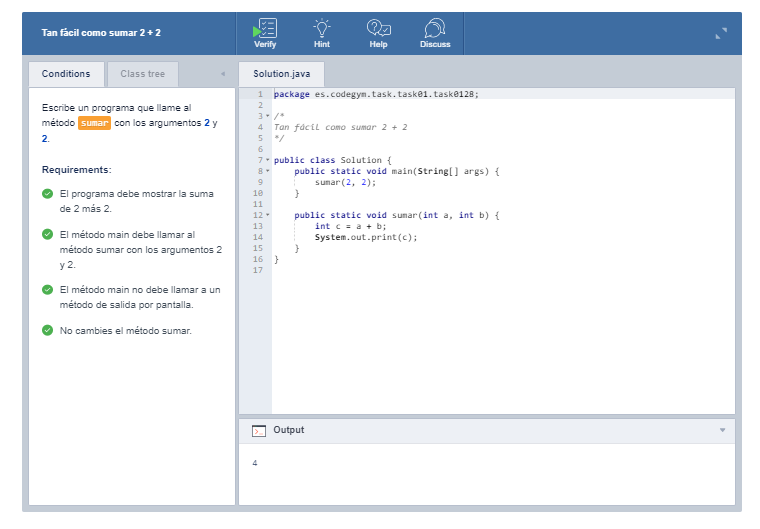 Tan fácil como sumar 2 + 2
Verify
Hint
Help
Discuss
Conditions
Class tree
Escribe un programa que llame al
método sumar con los argumentos 2 y
2.
Requirements:
El programa debe mostrar la suma
de 2 más 2.
El método main debe llamar al
método sumar con los argumentos 2
y 2.
El método main no debe llamar a un
método de salida por pantalla.
No cambies el método sumar.
Solution.java
1 package es.codegym.task.task01.task0128;
2
3 /*
4 Tan fácil como sumar 2 + 2
5 */
6
7 public class Solution {
8 public static void main(String[] args) {
9 sumar(2, 2);
10 }
11
12 public static void sumar(int a, int b) {
13 int c = a + b;
14 System.out.print(c);
15 }
16 }
17
Output
4